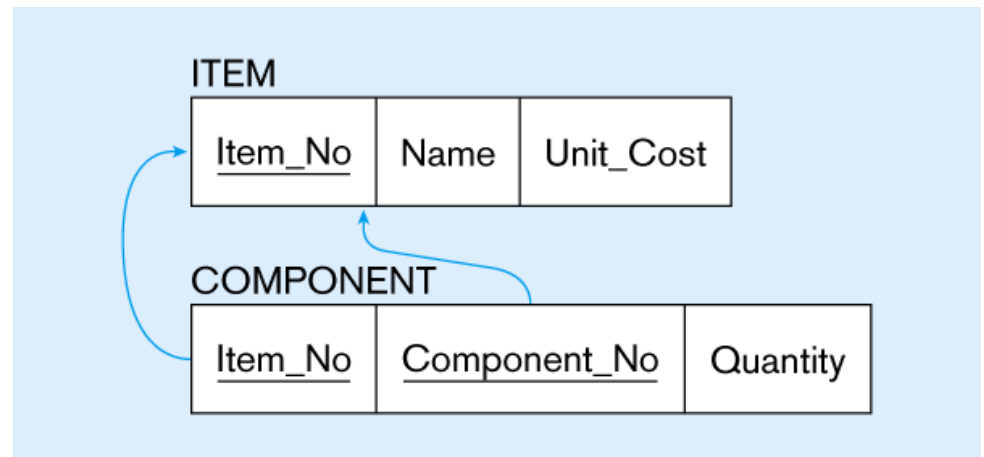 ITEM
Item_No Name Unit_Cost
COMPONENT
Item_No Component_No Quantity